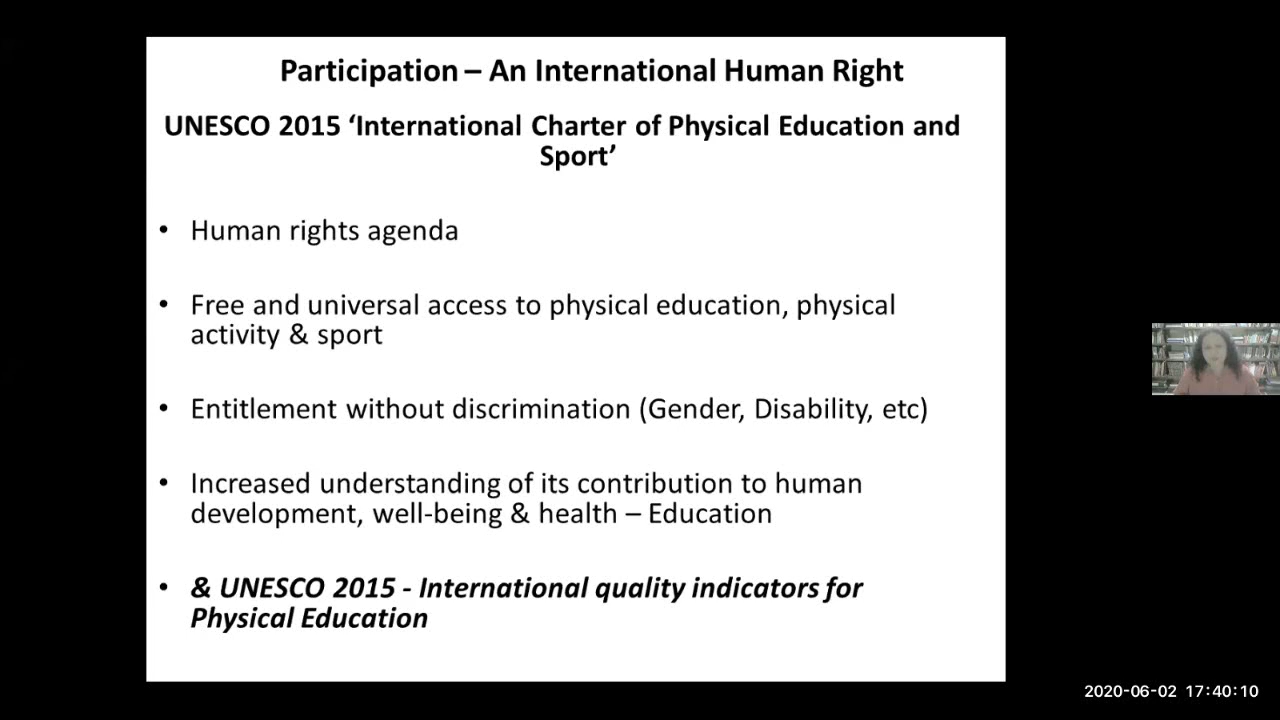 Participation – An International Human Right
UNESCO 2015 ‘International Charter of Physical Education and
Sport’
• Human rights agenda
• Free and universal access to physical education, physical
activity & sport
• Entitlement without discrimination (Gender, Disability, etc)
• Increased understanding of its contribution to human
development, well-being & health – Education
• & UNESCO 2015 - International quality indicators for
Physical Education
2020-06-02 17:40:10